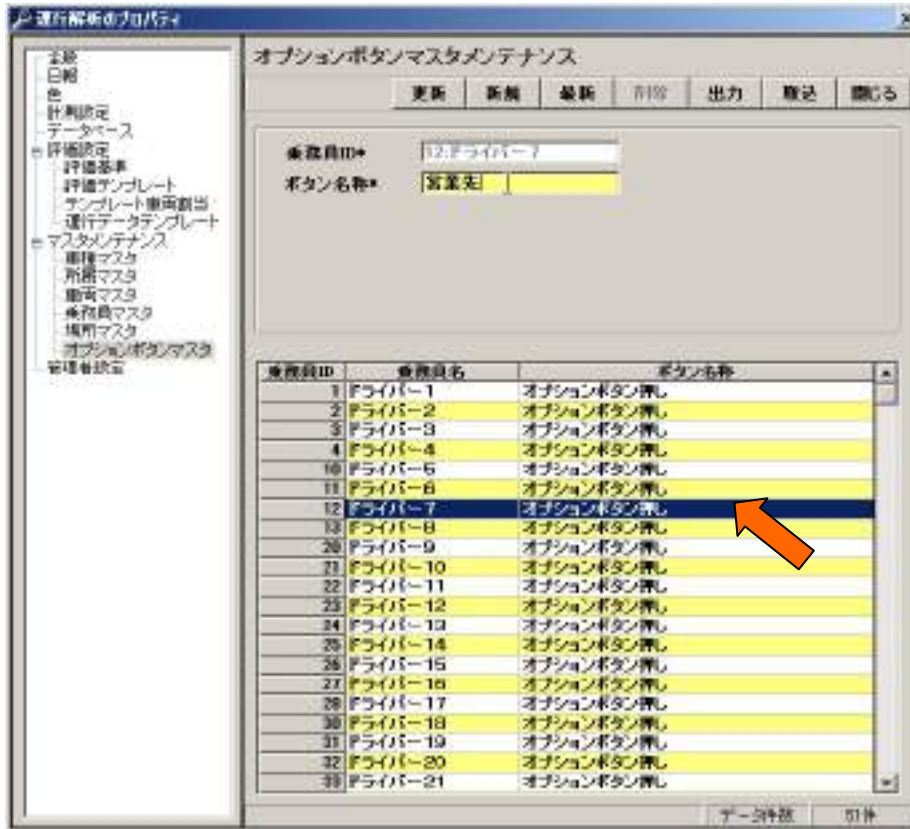 運行解析のプロパティ
全般
日報
色
計測設定
データベース
評価設定
評価基準
評価テンプレート
テンプレート車両割当
運行データテンプレート
マスタメンテナンス
車種マスタ
所属マスタ
車両マスタ
乗務員マスタ
場所マスタ
オプションボタンマスタ
管理者設定
オプションボタンマスタメンテナンス
更新 新規 最新 削除 出力 取込 閉じる
乗務員ID* 12:ドライバー7
ボタン名称* 営業先
乗務員ID 乗務員名 ボタン名称
1 ドライバー1 オプションボタン押し
2 ドライバー2 オプションボタン押し
3 ドライバー3 オプションボタン押し
4 ドライバー4 オプションボタン押し
10 ドライバー5 オプションボタン押し
11 ドライバー6 オプションボタン押し
12 ドライバー7 オプションボタン押し
13 ドライバー8 オプションボタン押し
20 ドライバー9 オプションボタン押し
21 ドライバー10 オプションボタン押し
22 ドライバー11 オプションボタン押し
23 ドライバー12 オプションボタン押し
24 ドライバー13 オプションボタン押し
25 ドライバー14 オプションボタン押し
26 ドライバー15 オプションボタン押し
27 ドライバー16 オプションボタン押し
28 ドライバー17 オプションボタン押し
30 ドライバー18 オプションボタン押し
31 ドライバー19 オプションボタン押し
32 ドライバー20 オプションボタン押し
33 ドライバー21 オプションボタン押し
データ件数 51件